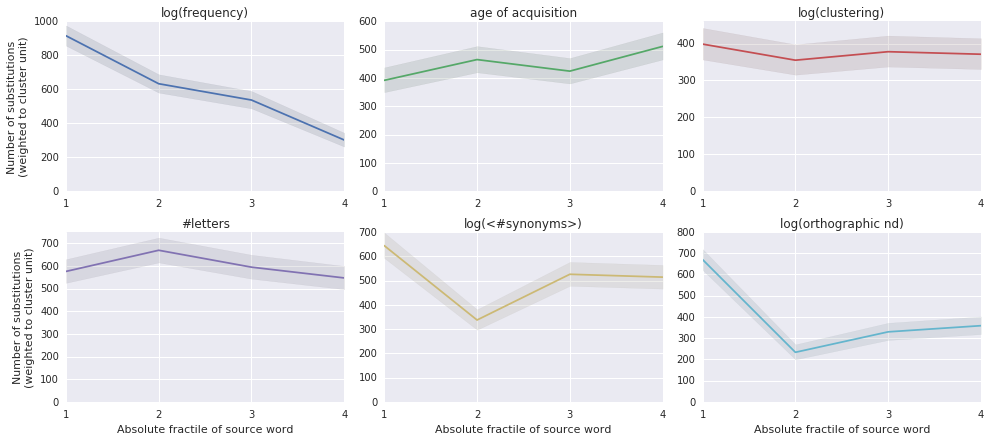 log(frequency)
Number of substitutions
(weighted to cluster unit)
1000
800
600
400
200
0
1 2 3 4
age of acquisition
600
500
400
300
200
100
0
1 2 3 4
log(clustering)
400
300
200
100
0
1 2 3 4
#letters
Number of substitutions
(weighted to cluster unit)
700
600
500
400
300
200
100
0
1 2 3 4
Absolute fractile of source word
log(<#synonyms>)
700
600
500
400
300
200
100
0
1 2 3 4
Absolute fractile of source word
log(orthographic nd)
800
700
600
500
400
300
200
100
0
1 2 3 4
Absolute fractile of source word